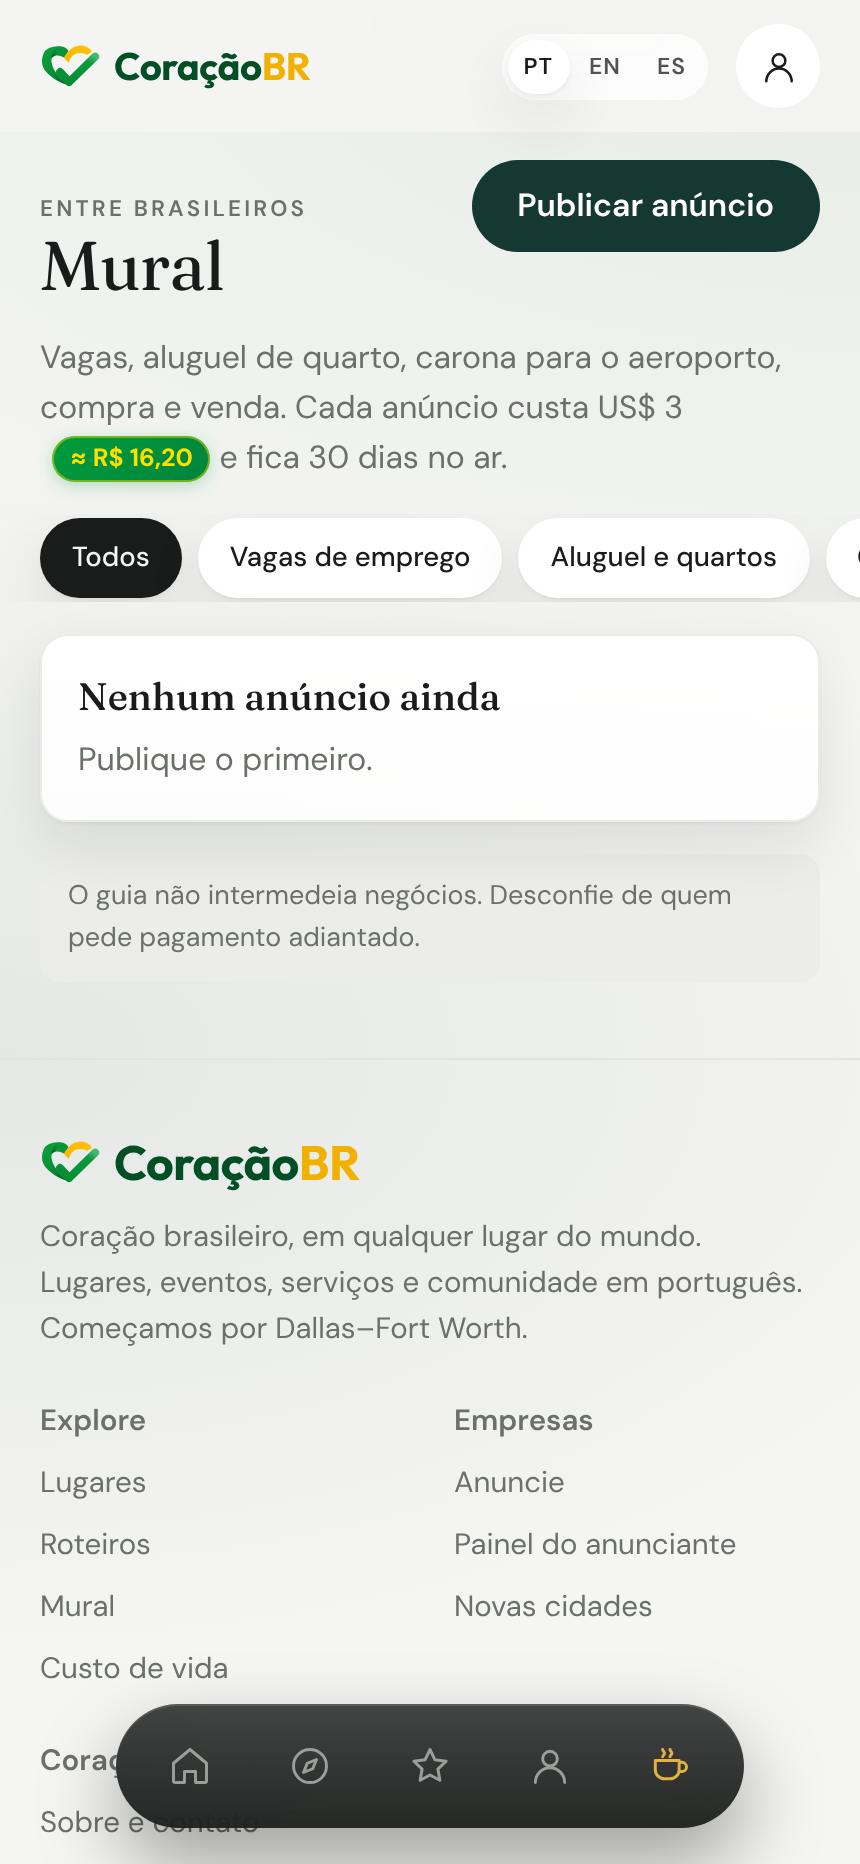 CoraçãoBR
PT EN ES
ENTRE BRASILEIROS
Publicar anúncio
Mural
Vagas, aluguel de quarto, carona para o aeroporto,
compra e venda. Cada anúncio custa US$ 3
≈ R$ 16,20 e fica 30 dias no ar.
Todos Vagas de emprego Aluguel e quartos
Nenhum anúncio ainda
Publique o primeiro.
O guia não intermedeia negócios. Desconfie de quem
pede pagamento adiantado.
CoraçãoBR
Coração brasileiro, em qualquer lugar do mundo.
Lugares, eventos, serviços e comunidade em português.
Começamos por Dallas–Fort Worth.
Explore
Lugares
Roteiros
Mural
Custo de vida
Empresas
Anuncie
Painel do anunciante
Novas cidades
Sobre e contato